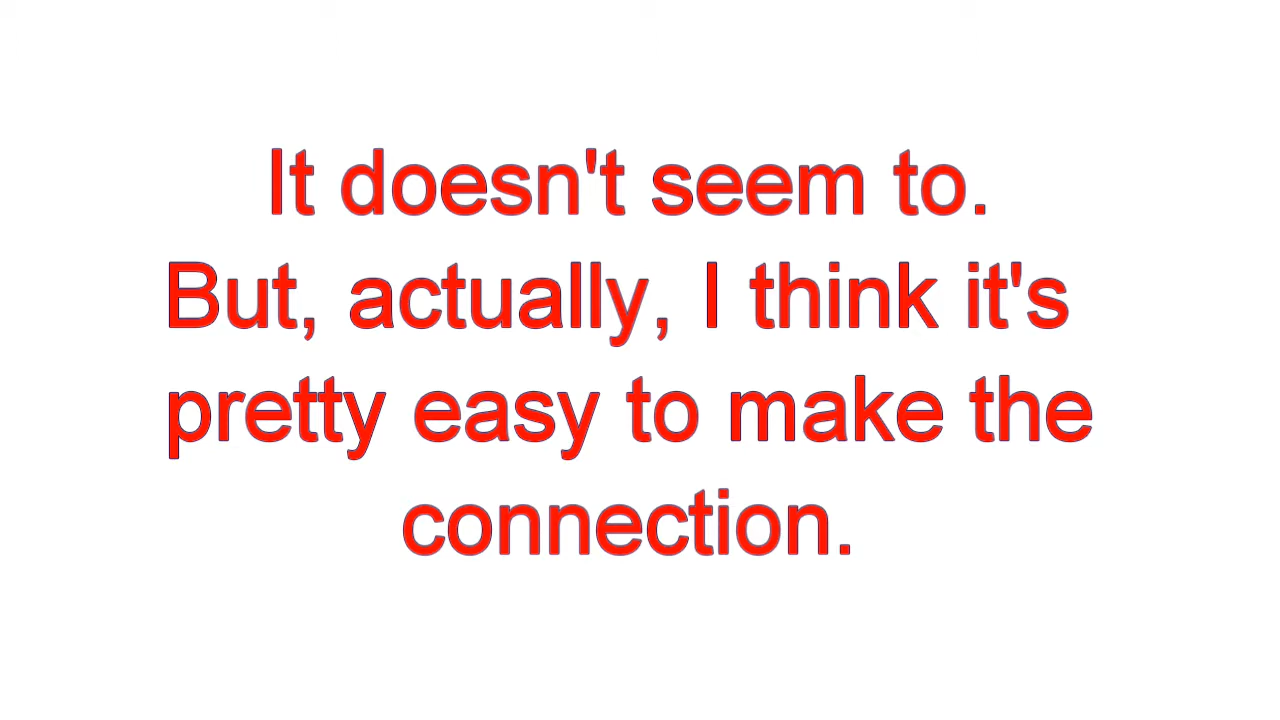 It doesn't seem to.
But, actually, I think it's
pretty easy to make the
connection.